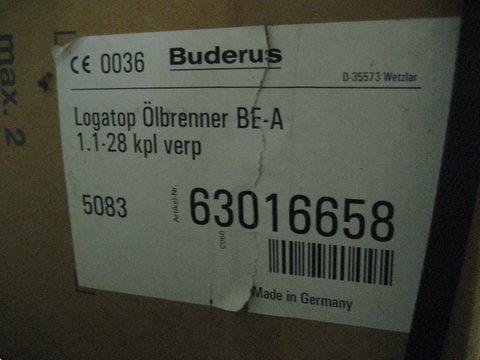 CE 0036 Buderus
D-35573 Wetzlar
Logatop Ölbrenner BE-A
1.1-28 kpl verp
5083 Artikel-Nr. 63016658
C060
Made in Germany
max. 2